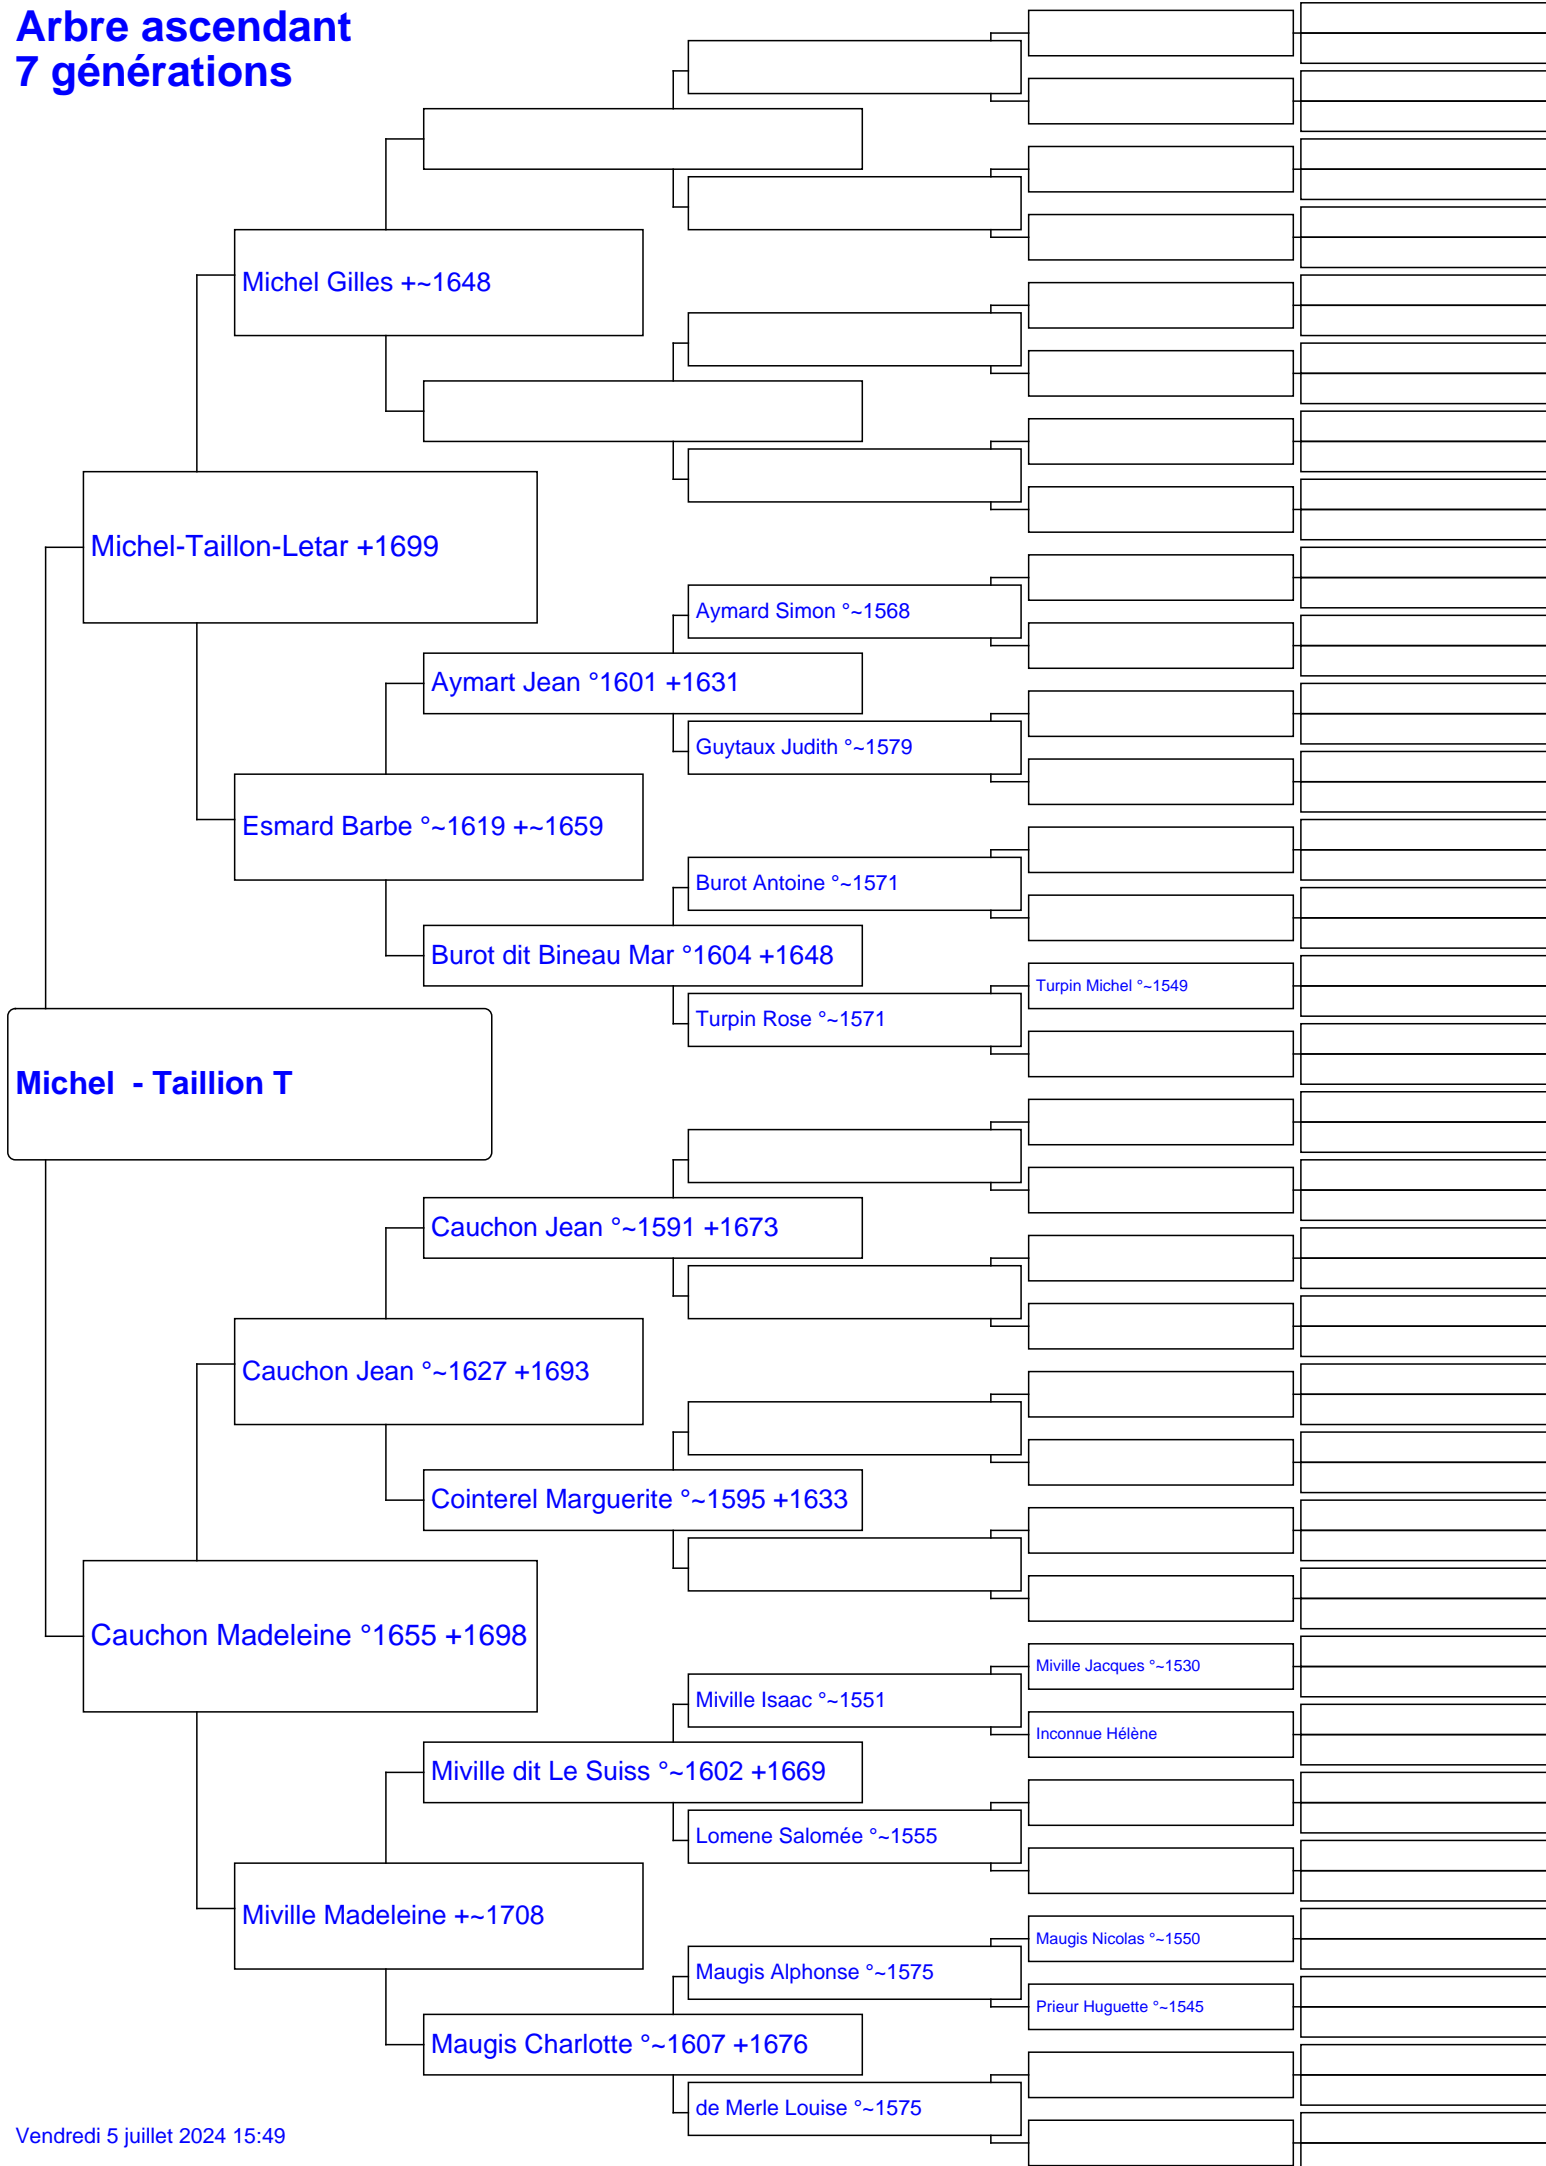 Arbre ascendant
7 générations
Michel Gilles +~1648
Michel-Taillon-Letar +1699
Aymard Simon °~1568
Aymart Jean °1601 +1631
Guytaux Judith °~1579
Esmard Barbe °~1619 +~1659
Burot Antoine °~1571
Burot dit Bineau Mar °1604 +1648
Turpin Michel °~1549
Turpin Rose °~1571
Michel  - Taillion T
Cauchon Jean °~1591 +1673
Cauchon Jean °~1627 +1693
Cointerel Marguerite °~1595 +1633
Cauchon Madeleine °1655 +1698
Miville Jacques °~1530
Miville Isaac °~1551
Inconnue Hélène
Miville dit Le Suiss °~1602 +1669
Lomene Salomée °~1555
Miville Madeleine +~1708
Maugis Nicolas °~1550
Maugis Alphonse °~1575
Prieur Huguette °~1545
Maugis Charlotte °~1607 +1676
de Merle Louise °~1575
Vendredi 5 juillet 2024 15:49